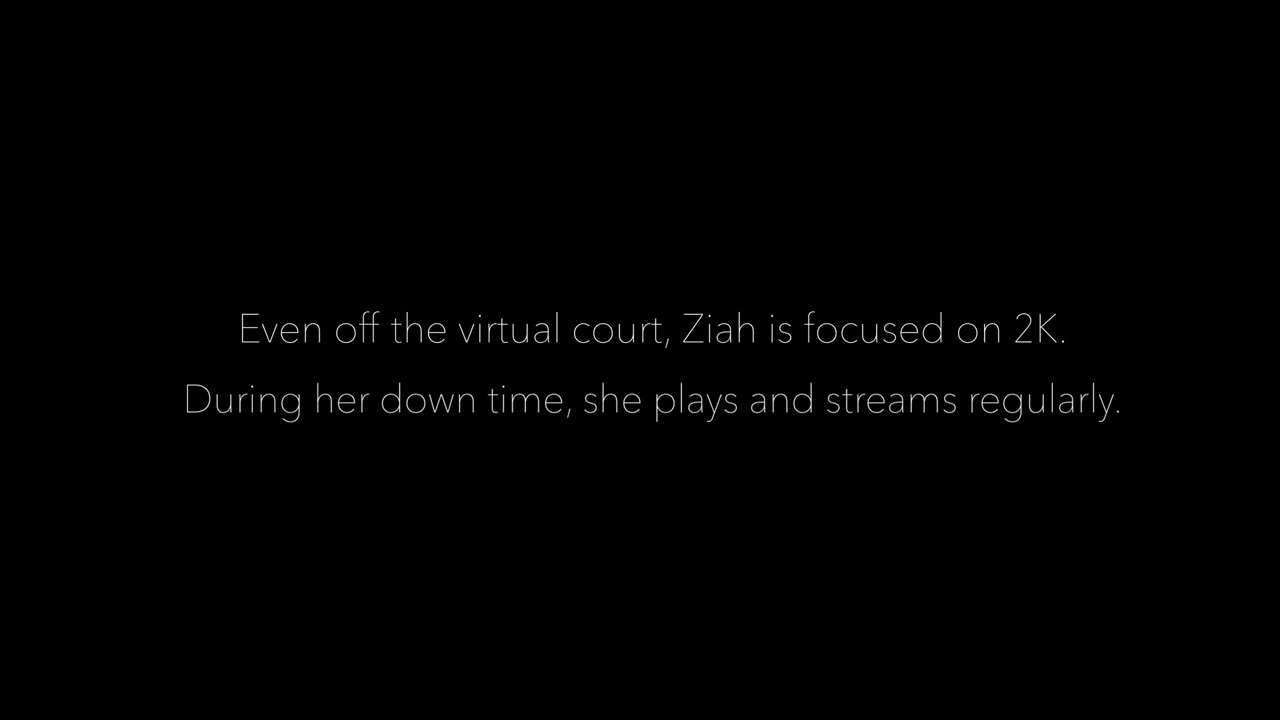 Even off the virtual court, Ziah is focused on 2K.
During her down time, she plays and streams regularly.